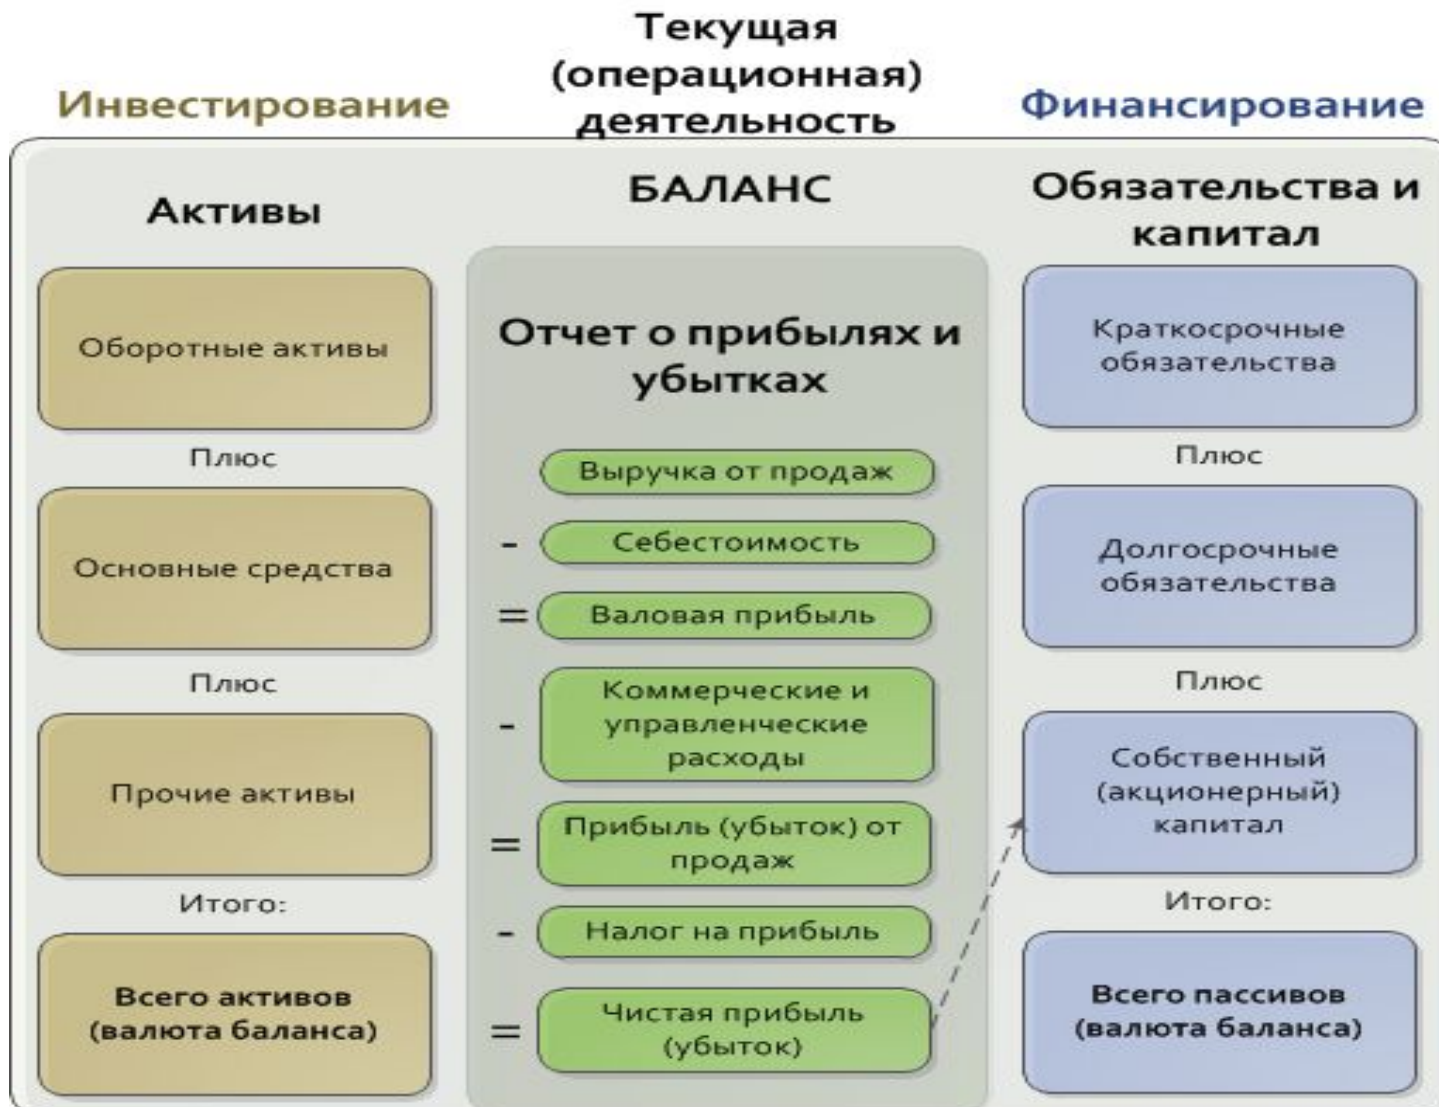 Текущая
(операционная)
деятельность
Инвестирование
Финансирование
БАЛАНС
Активы
Оборотные активы
Плюс
Основные средства
Плюс
Прочие активы
Итого:
Всего активов
(валюта баланса)
Отчет о прибылях и
убытках
Выручка от продаж
- Себестоимость
= Валовая прибыль
- Коммерческие и
управленческие
расходы
= Прибыль (убыток) от
продаж
- Налог на прибыль
= Чистая прибыль
(убыток)
Обязательства и
капитал
Краткосрочные
обязательства
Плюс
Долгосрочные
обязательства
Плюс
Собственный
(акционерный)
капитал
Итого:
Всего пассивов
(валюта баланса)